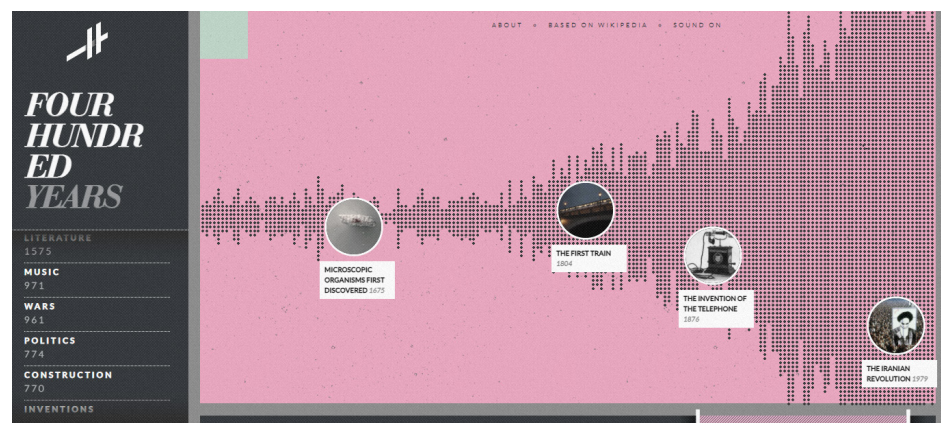 ABOUT × BASED ON WIKIPEDIA × SOUND ON
FOUR
HUNDR
ED
YEARS
LITERATURE
1575
MUSIC
971
WARS
961
POLITICS
774
CONSTRUCTION
770
INVENTIONS
MICROSCOPIC
ORGANISMS FIRST
DISCOVERED 1675
THE FIRST TRAIN
1804
THE INVENTION OF
THE TELEPHONE
1876
THE IRANIAN
REVOLUTION 1979